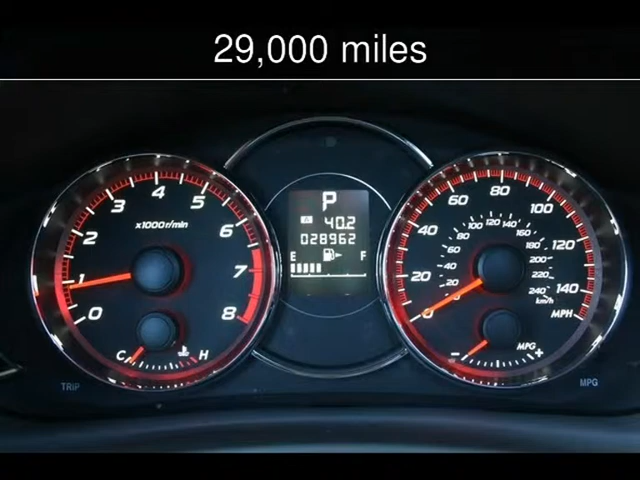 29,000 miles
0 1 2 3 4 5 6 7 8
x1000r/min
C H
TRIP
P
A 40.2
028962
E F
0 20 40 60 80 100 120 140
MPH
20 40 60 80 100 120 140 160 180 200 220 240
km/h
MPG
- +
MPG